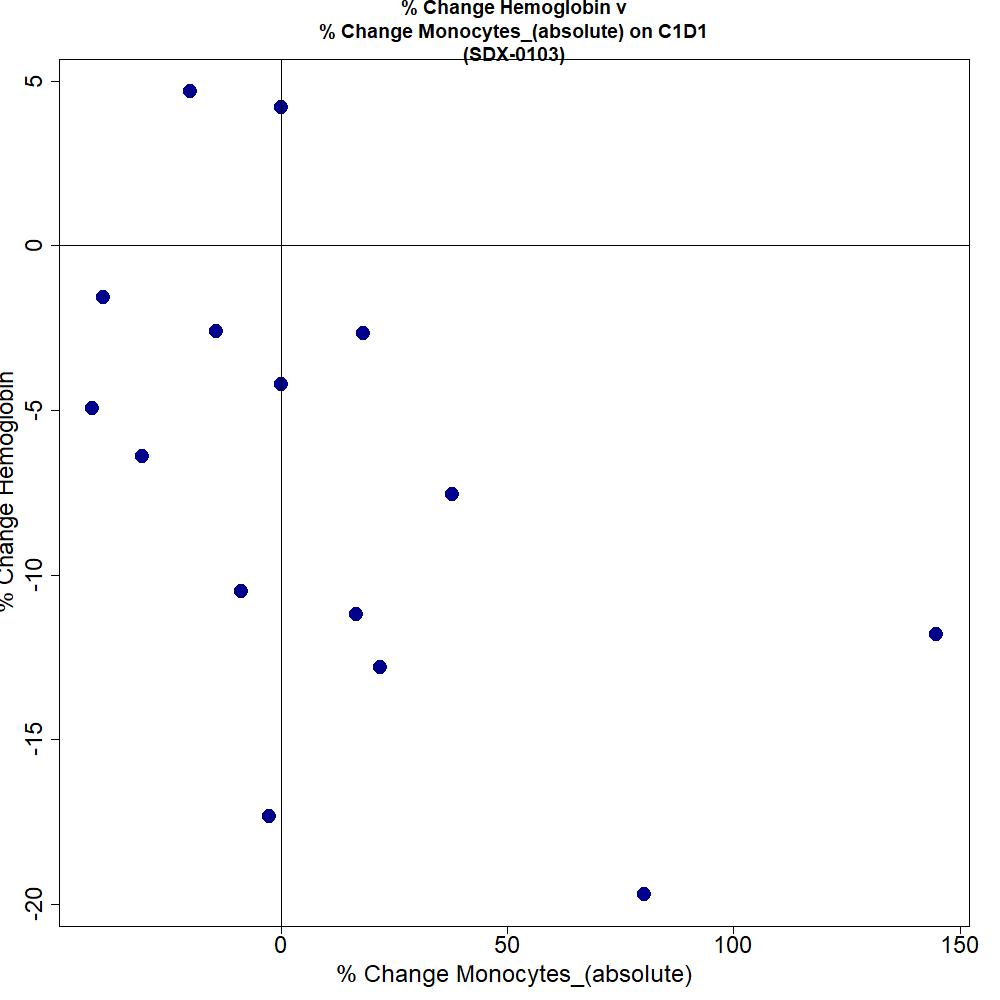 % Change Hemoglobin v
% Change Monocytes_(absolute) on C1D1
(SDX-0103)
% Change Hemoglobin
5
0
-5
-10
-15
-20
0
50
100
150
% Change Monocytes_(absolute)